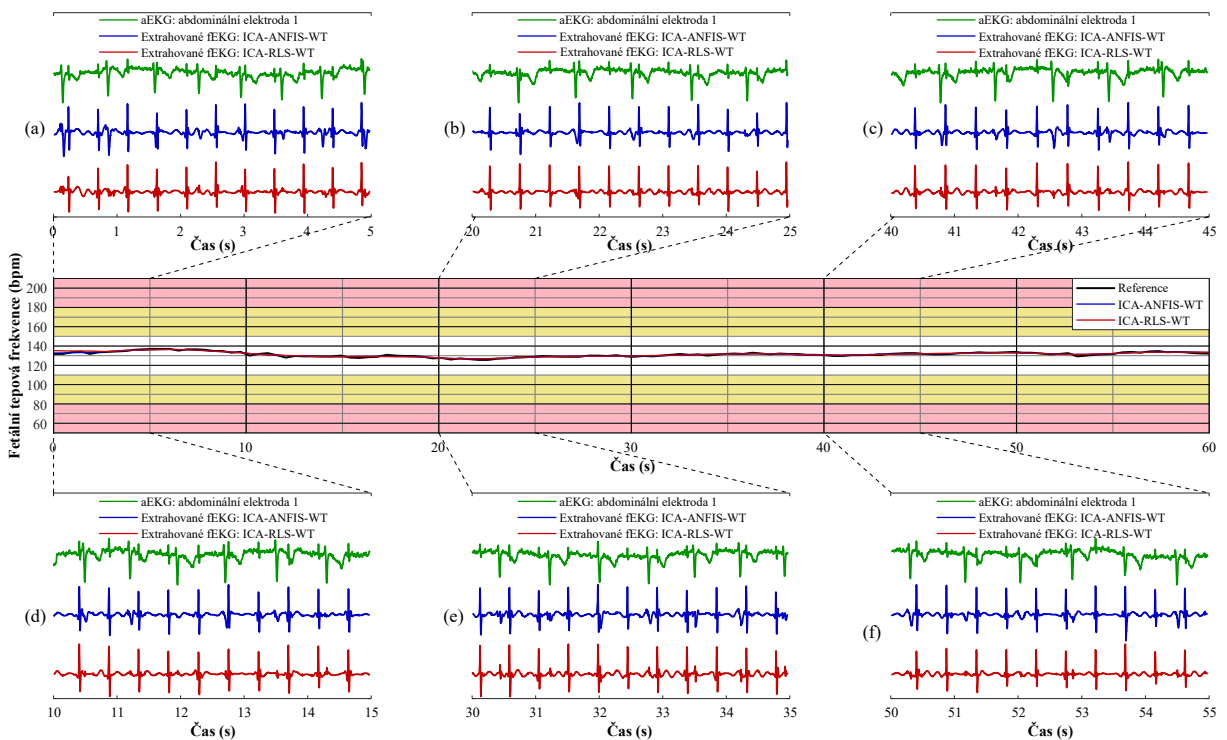 aEKG: abdominální elektroda 1
Extrahované fEKG: ICA-ANFIS-WT
Extrahované fEKG: ICA-RLS-WT
(a)
0 1 2 3 4 5
Čas (s)
aEKG: abdominální elektroda 1
Extrahované fEKG: ICA-ANFIS-WT
Extrahované fEKG: ICA-RLS-WT
(b)
20 21 22 23 24 25
Čas (s)
aEKG: abdominální elektroda 1
Extrahované fEKG: ICA-ANFIS-WT
Extrahované fEKG: ICA-RLS-WT
(c)
40 41 42 43 44 45
Čas (s)
Fetální tepová frekvence (bpm)
200
180
160
140
120
100
80
60
Reference
ICA-ANFIS-WT
ICA-RLS-WT
0 10 20 30 40 50 60
Čas (s)
Čas (s)
Čas (s)
aEKG: abdominální elektroda 1
Extrahované fEKG: ICA-ANFIS-WT
Extrahované fEKG: ICA-RLS-WT
(d)
10 11 12 13 14 15
Čas (s)
aEKG: abdominální elektroda 1
Extrahované fEKG: ICA-ANFIS-WT
Extrahované fEKG: ICA-RLS-WT
(e)
30 31 32 33 34 35
Čas (s)
aEKG: abdominální elektroda 1
Extrahované fEKG: ICA-ANFIS-WT
Extrahované fEKG: ICA-RLS-WT
(f)
50 51 52 53 54 55
Čas (s)